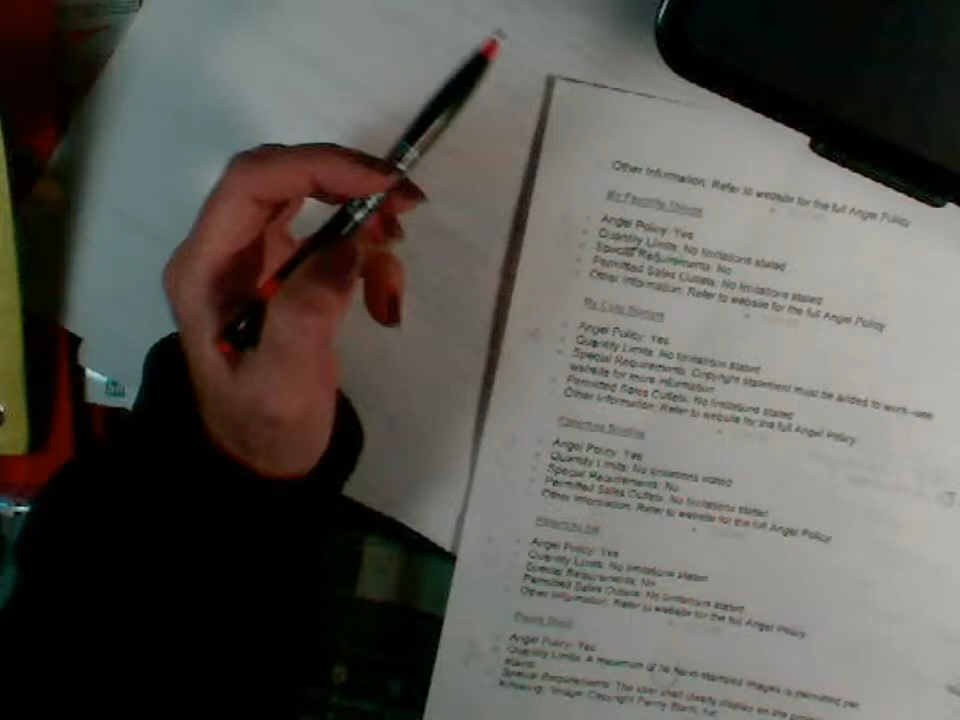 Other Information: Refer to website for the full Angel Policy
My Favorite Things
Angel Policy: Yes
Quantity Limits: No limitations stated
Special Requirements: No
Permitted Sales Outlets: No limitations stated
Other Information: Refer to website for the full Angel Policy
Angel Policy: Yes
Quantity Limits: No limitations stated
Special Requirements: Copyright statement must be added to work-see
website for more information
Permitted Sales Outlets: No limitations stated
Other Information: Refer to website for the full Angel Policy.
Angel Policy: Yes
Quantity Limits: No limitations stated
Special Requirements: No
Permitted Sales Outlets: No limitations stated
Other Information: Refer to website for the full Angel Policy
Angel Policy: Yes
Quantity Limits: No limitations stated
Special Requirements: No
Permitted Sales Outlets: No limitations stated
Other Information: Refer to website for the full Angel Policy
Penny Black
Angel Policy: Yes
Quantity Limits: A maximum of hand-stamped images is permitted per
Special Requirements: The user shall clearly display on the
following: "Image Copyright Penny Black, Inc